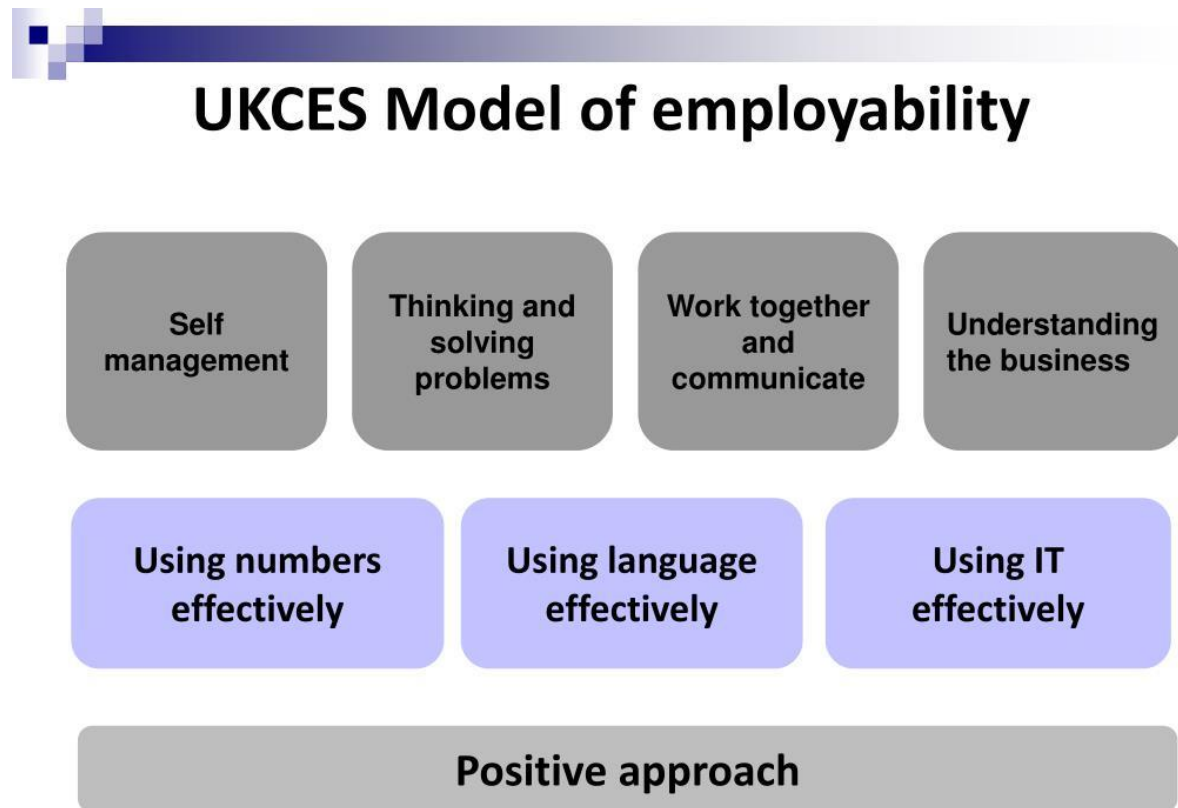 UKCES Model of employability
Self
management
Thinking and
solving
problems
Work together
and
communicate
Understanding
the business
Using numbers
effectively
Using language
effectively
Using IT
effectively
Positive approach